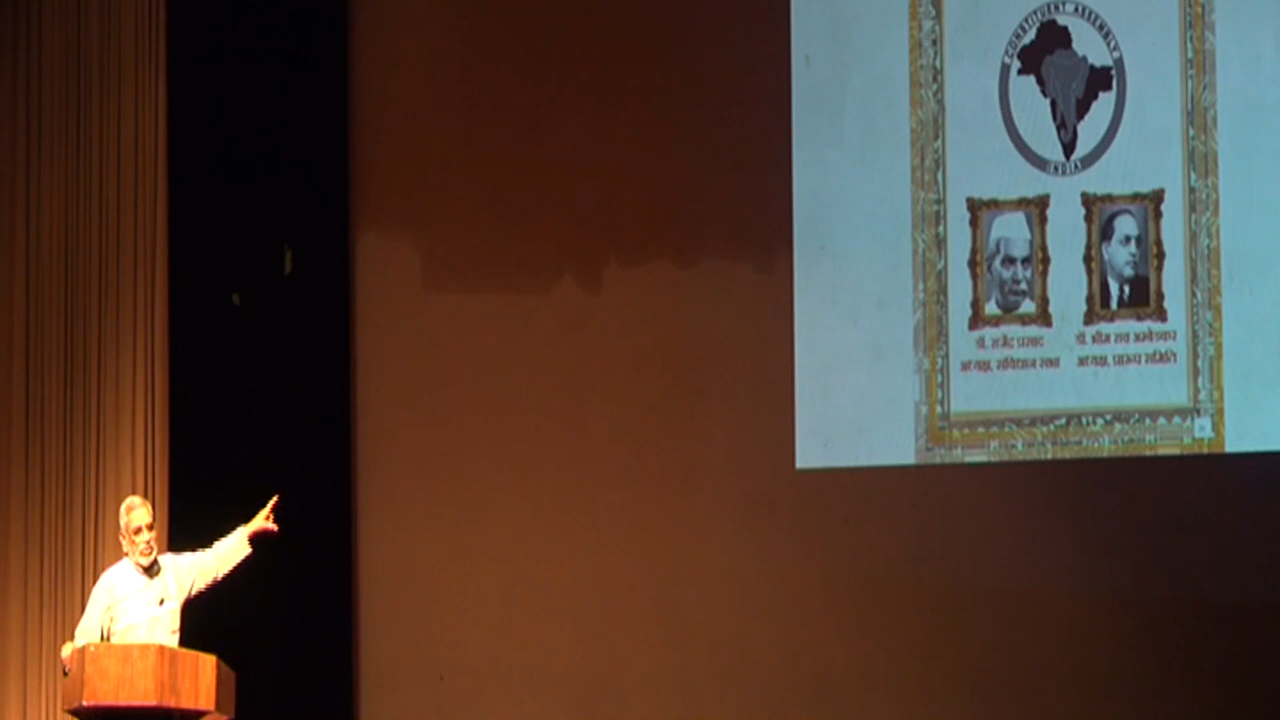 CONSTITUENT ASSEMBLY
INDIA
डॉ. राजेंद्र प्रसाद
अध्यक्ष, संविधान सभा
डॉ. भीम राव अम्बेडकर
अध्यक्ष, प्रारूप समिति